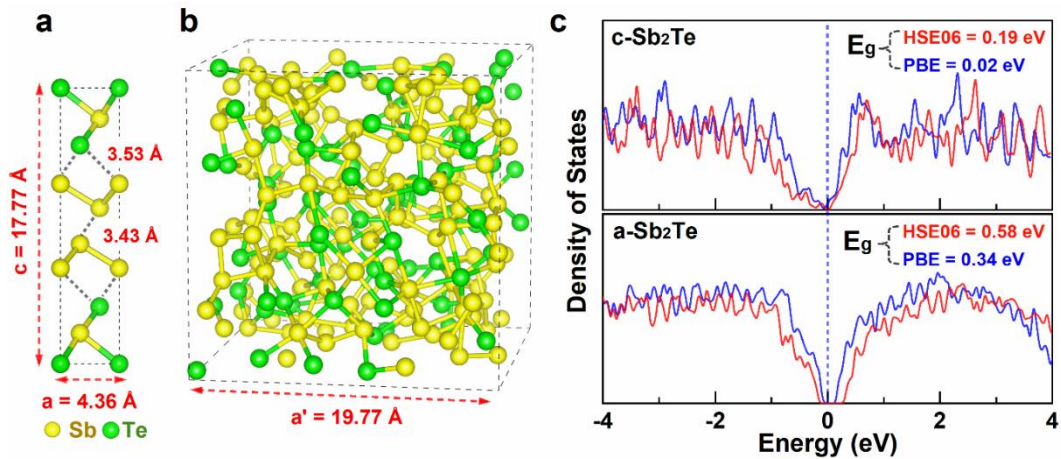 a
3.53 Å
3.43 Å
c = 17.77 Å
a = 4.36 Å
Sb Te
b
a' = 19.77 Å
c
c-Sb₂Te
Eg
HSE06 = 0.19 eV
PBE = 0.02 eV
a-Sb₂Te
Eg
HSE06 = 0.58 eV
PBE = 0.34 eV
Density of States
-4 -2 0 2 4
Energy (eV)